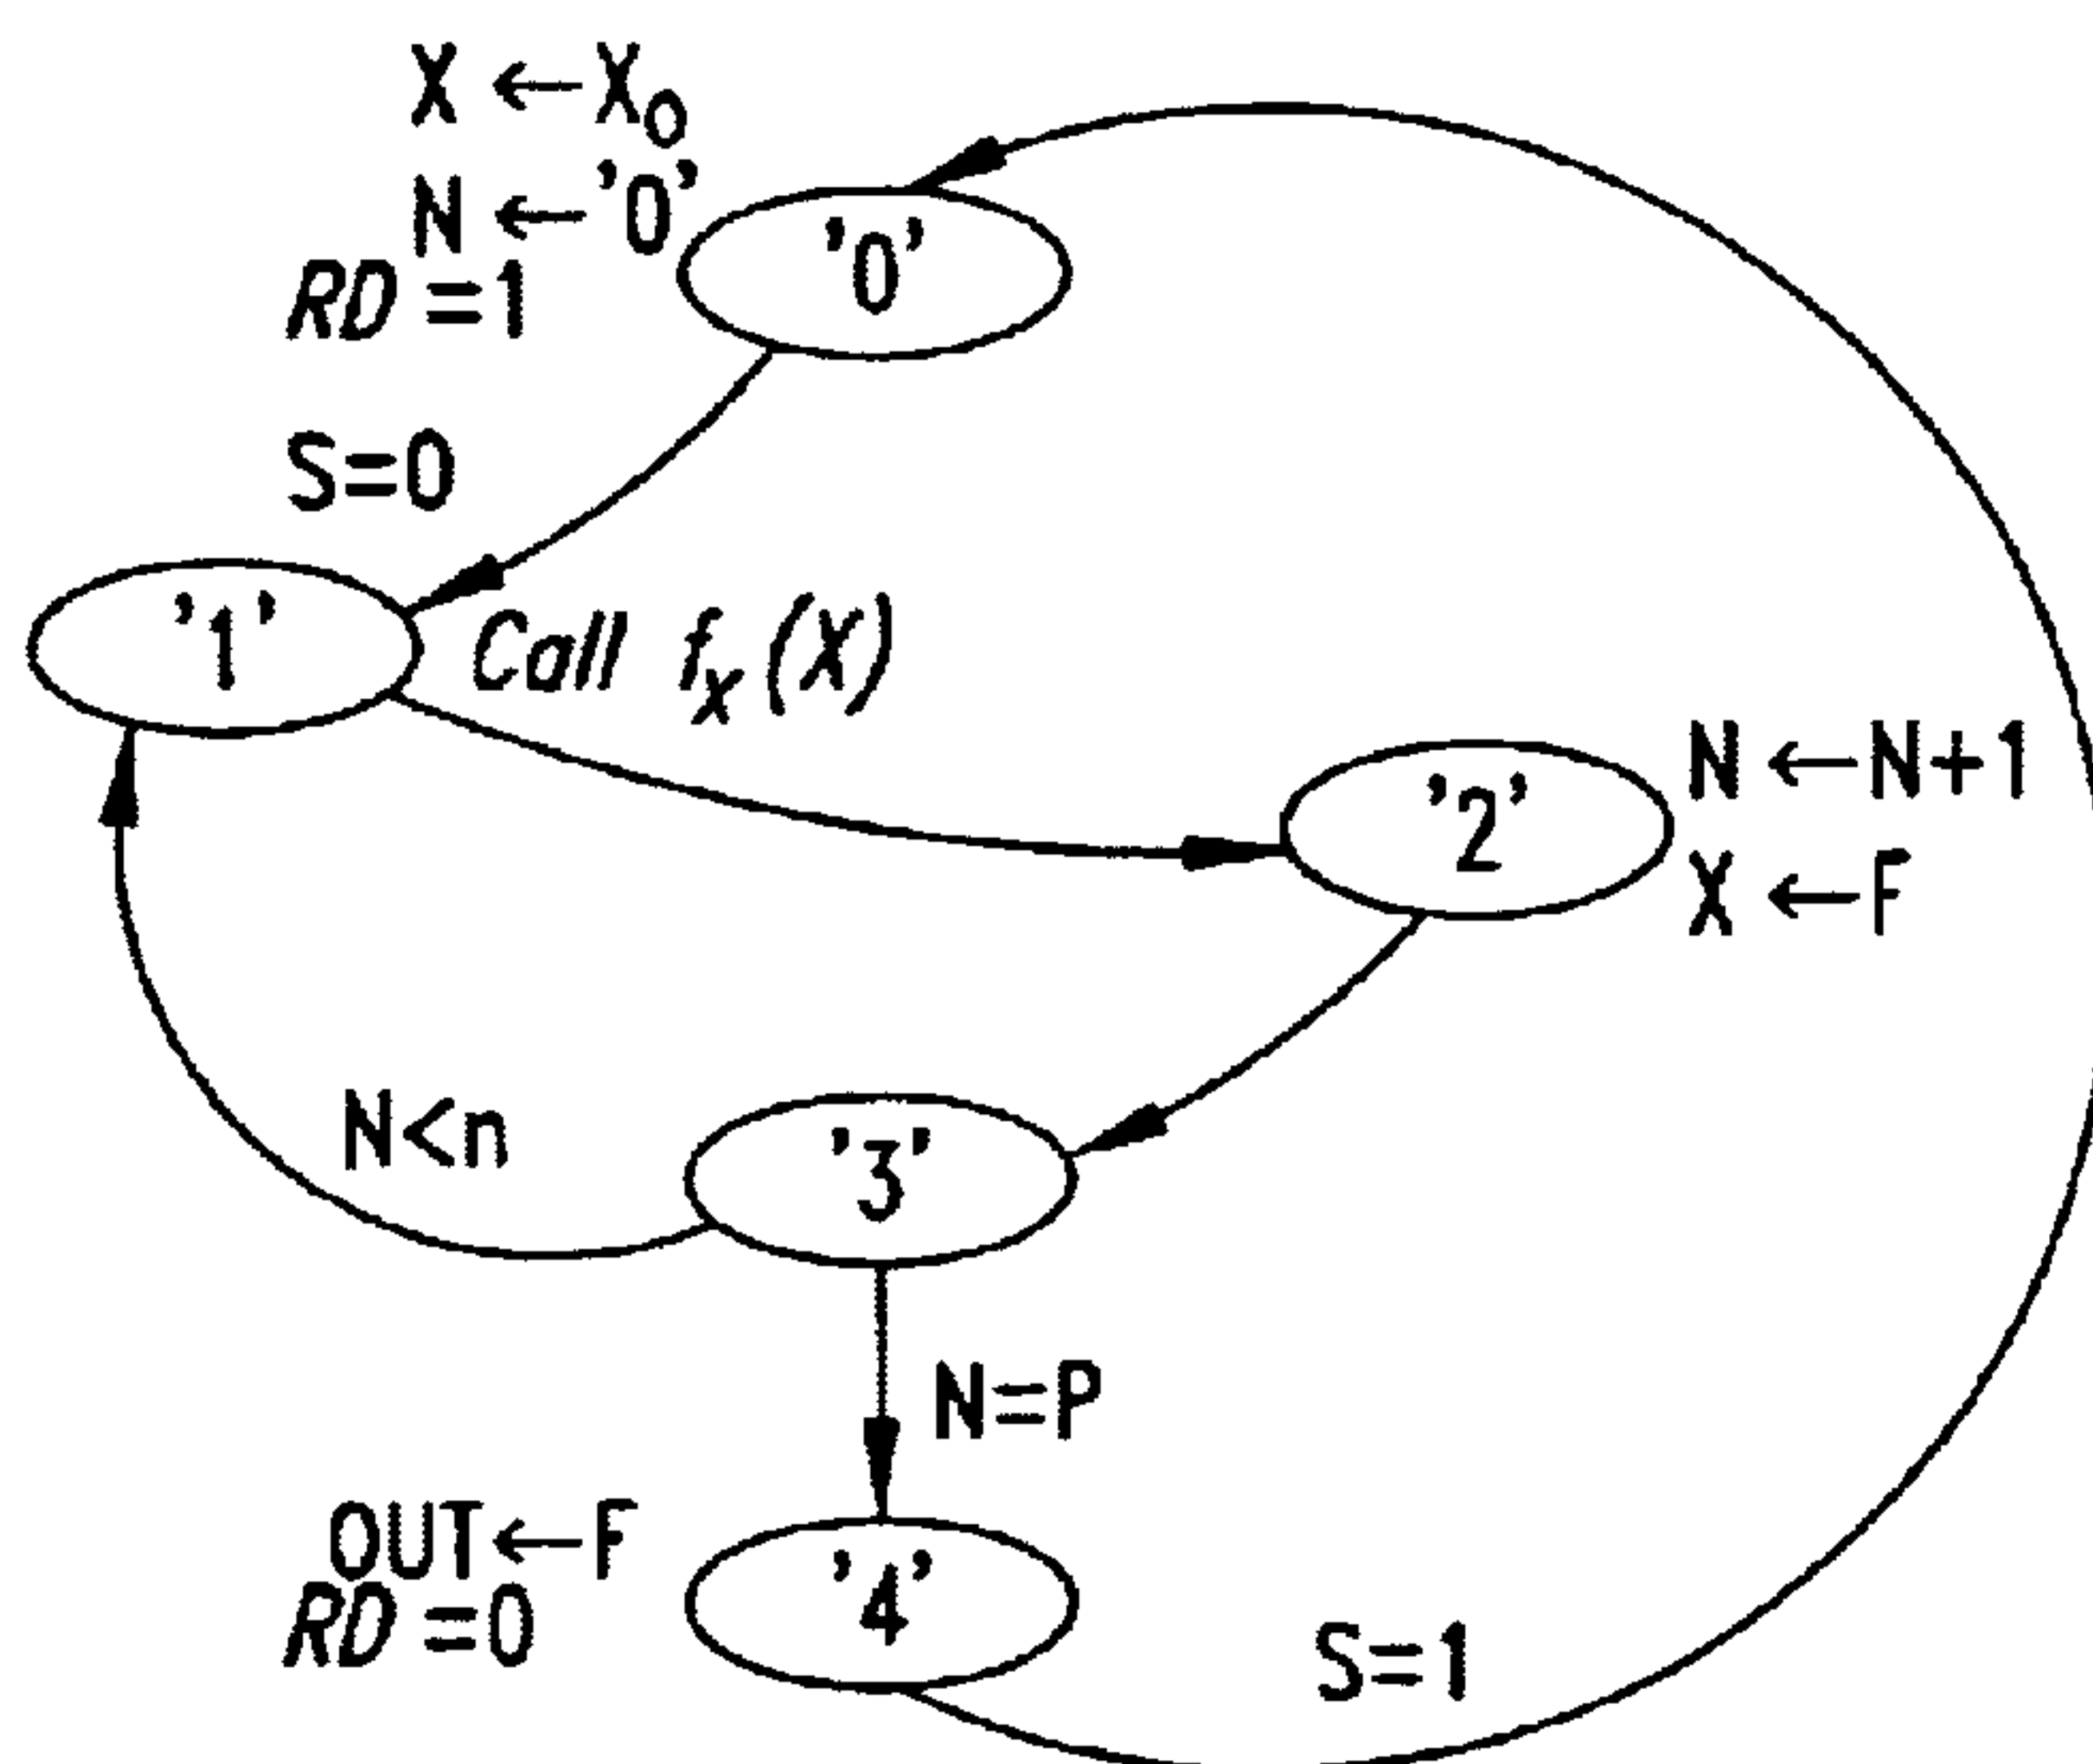 X ←X₀
N ←'0'
RD =1
'0'
S=0
'1'
Call fₓ(X)
'2'
N ←N+1
X ←F
N<n
'3'
N=P
OUT←F
RD =0
'4'
S=1